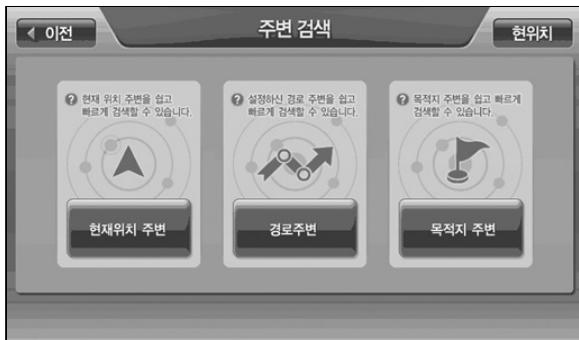 이전
주변 검색
현위치
현재 위치 주변을 쉽고
빠르게 검색할 수 있습니다.
설정하신 경로 주변을 쉽고
빠르게 검색할 수 있습니다.
목적지 주변을 쉽고 빠르게
검색할 수 있습니다.
현재위치 주변
경로주변
목적지 주변